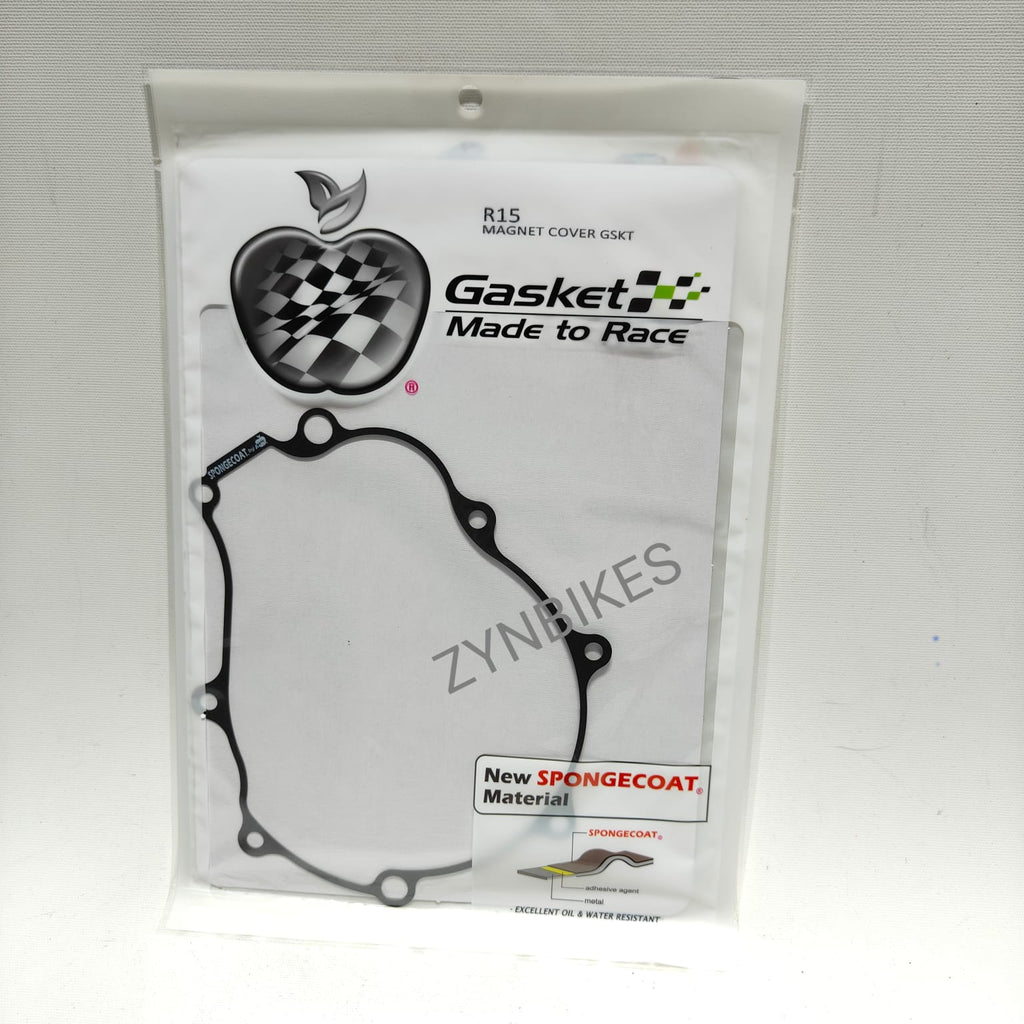 R15
MAGNET COVER GSKT
Gasket
Made to Race
®
SPONGECOAT
ZYNBIKES
New SPONGECOAT®
Material
SPONGECOAT®
adhesive agent
metal
- EXCELLENT OIL & WATER RESISTANT